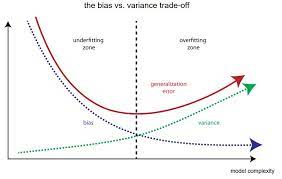 the bias vs. variance trade-off
underfitting
zone
overfitting
zone
generalization
error
bias
variance
model complexity